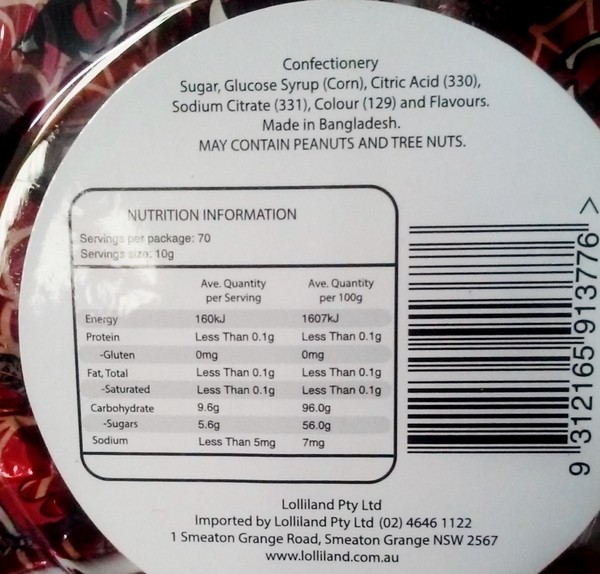 Confectionery
Sugar, Glucose Syrup (Corn), Citric Acid (330),
Sodium Citrate (331), Colour (129) and Flavours.
Made in Bangladesh.
MAY CONTAIN PEANUTS AND TREE NUTS.
NUTRITION INFORMATION
Servings per package: 70
Servings size: 10g
Ave. Quantity Ave. Quantity
per Serving per 100g
Energy 160kJ 1607kJ
Protein Less Than 0.1g Less Than 0.1g
-Gluten 0mg 0mg
Fat, Total Less Than 0.1g Less Than 0.1g
-Saturated Less Than 0.1g Less Than 0.1g
Carbohydrate 9.6g 96.0g
-Sugars 5.6g 56.0g
Sodium Less Than 5mg 7mg
9 312165 913776 >
Lolliland Pty Ltd
Imported by Lolliland Pty Ltd (02) 4646 1122
1 Smeaton Grange Road, Smeaton Grange NSW 2567
www.lolliland.com.au